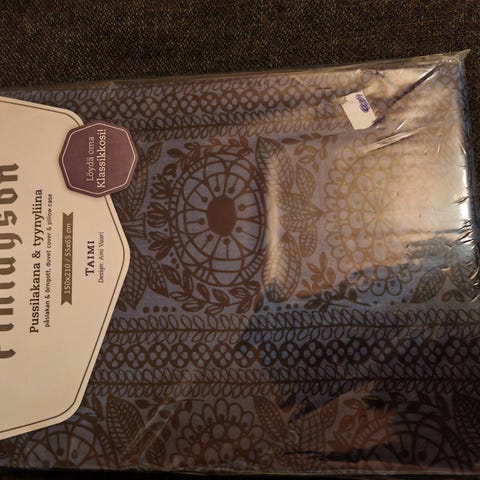 Finlayson
Pussilakana & tyynyliina
påslakan & örngott, duvet cover & pillow case
150x210 / 55x65 cm
TAIMI
Design: Aini Vaari
Löydä oma
Klassikkosi!